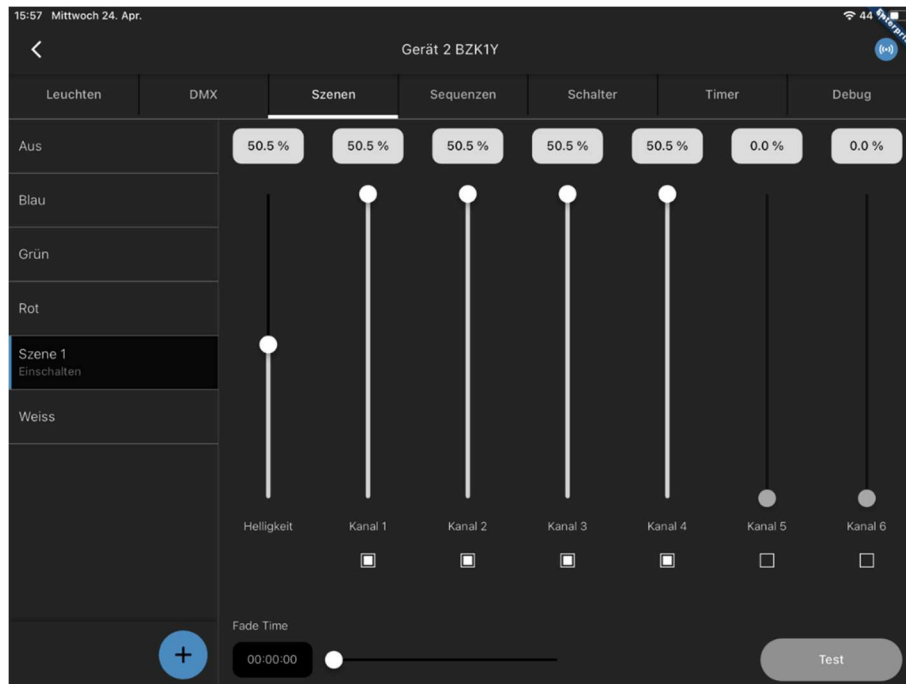 15:57 Mittwoch 24. Apr.
44
Gerät 2 BZK1Y
Leuchten DMX Szenen Sequenzen Schalter Timer Debug
Aus
Blau
Grün
Rot
Szene 1
Einschalten
Weiss
50.5 % 50.5 % 50.5 % 50.5 % 50.5 % 0.0 % 0.0 %
Helligkeit Kanal 1 Kanal 2 Kanal 3 Kanal 4 Kanal 5 Kanal 6
Fade Time
00:00:00
Test